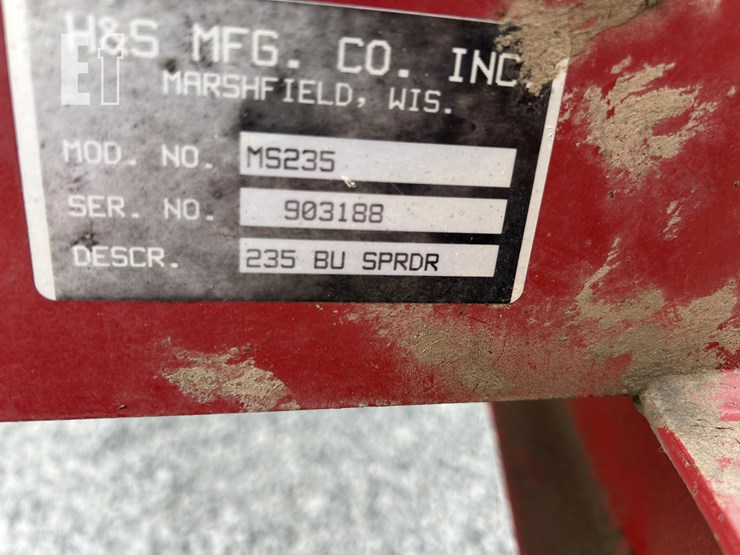 H&S MFG. CO. INC
MARSHFIELD, WIS.
MOD. NO. MS235
SER. NO. 903188
DESCR. 235 BU SPRDR